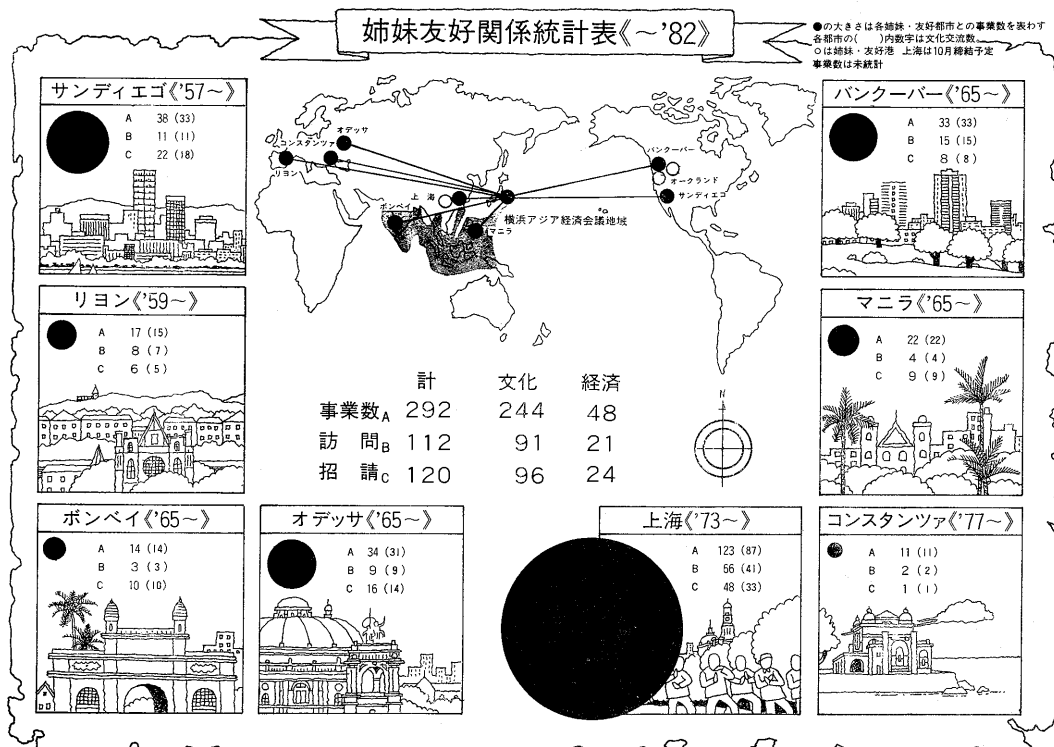 姉妹友好関係統計表《～'82》
●の大きさは各姉妹・友好都市との事業数を表わす
各都市の( )内数字は文化交流数。
○は姉妹・友好港 上海は10月締結予定
事業数は未統計
サンディエゴ《'57～》
A 38 (33)
B 11 (11)
C 22 (18)
リヨン《'59～》
A 17 (15)
B 8 (7)
C 6 (5)
ボンベイ《'65～》
A 14 (14)
B 3 (3)
C 10 (10)
オデッサ《'65～》
A 34 (31)
B 9 (9)
C 16 (14)
オデッサ
コンスタンツァ
リヨン
上海
ボンベイ
マニラ
横浜アジア経済会議地域
バンクーバー
オークランド
サンディエゴ
計 文化 経済
事業数A 292 244 48
訪問B 112 91 21
招請C 120 96 24
N
バンクーバー《'65～》
A 33 (33)
B 15 (15)
C 8 (8)
マニラ《'65～》
A 22 (22)
B 4 (4)
C 9 (9)
上海《'73～》
A 123 (87)
B 56 (41)
C 48 (33)
コンスタンツァ《'77～》
A 11 (11)
B 2 (2)
C 1 (1)